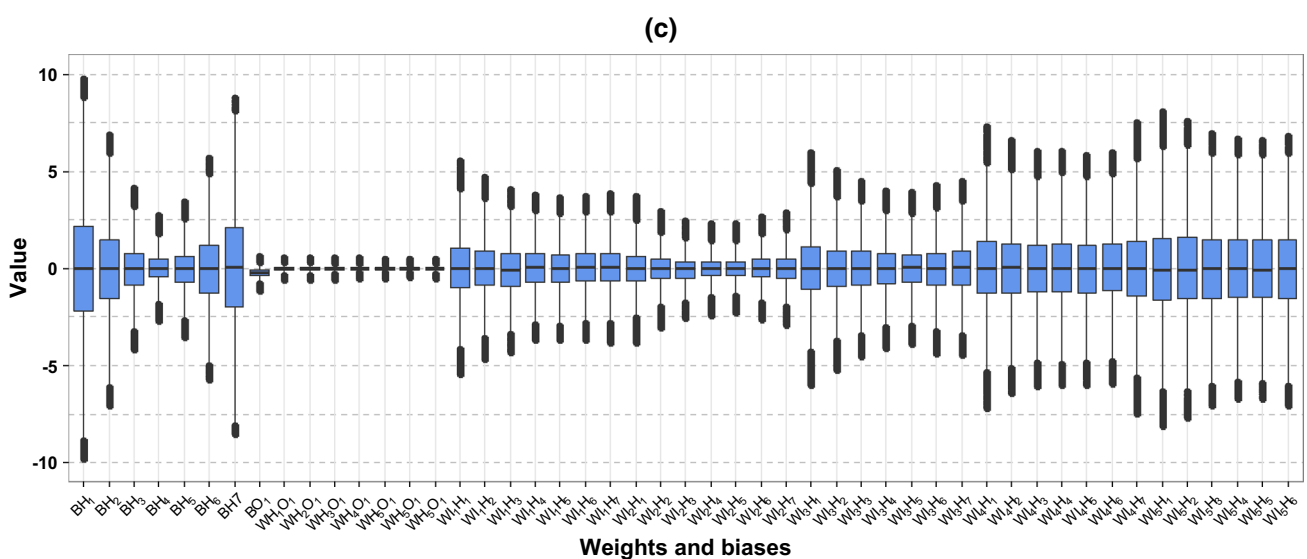 (c)
10
5
0
-5
-10
Value
BH₁ BH₂ BH₃ BH₄ BH₅ BH₆ BH7 BO₁ WH₁O₁ WH₂O₁ WH₃O₁ WH₄O₁ WH₅O₁ WH₅O₁ WH₅O₁ WI₁H₁ WI₁H₂ WI₁H₃ WI₁H₄ WI₁H₅ WI₁H₆ WI₁H₇ WI₂H₁ WI₂H₂ WI₂H₃ WI₂H₄ WI₂H₅ WI₂H₆ WI₂H₇ WI₃H₁ WI₃H₂ WI₃H₃ WI₃H₄ WI₃H₅ WI₃H₆ WI₃H₇ WI₄H₁ WI₄H₂ WI₄H₃ WI₄H₄ WI₄H₅ WI₄H₆ WI₄H₇ WI₅H₁ WI₅H₂ WI₅H₃ WI₅H₄ WI₅H₅ WI₅H₆
Weights and biases